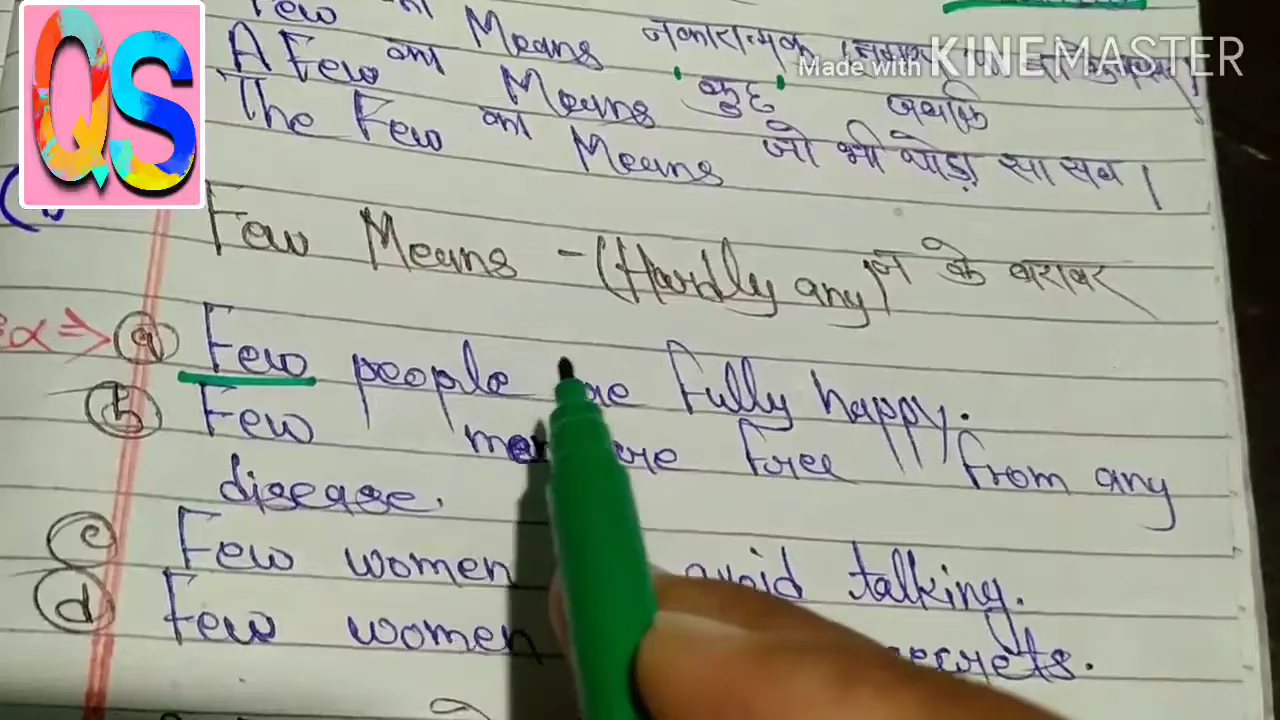 QS
Made with KINEMASTER
Few का Means नकारात्मक
A Few का Means कुछ जबकि
The Few का Means जो भी थोड़ा सा सब।
Few Means - (Hardly any) न के बराबर
ex => (a) Few people are fully happy.
(b) Few men are free from any
disease.
(c) Few women avoid talking.
(d) Few women secrets.